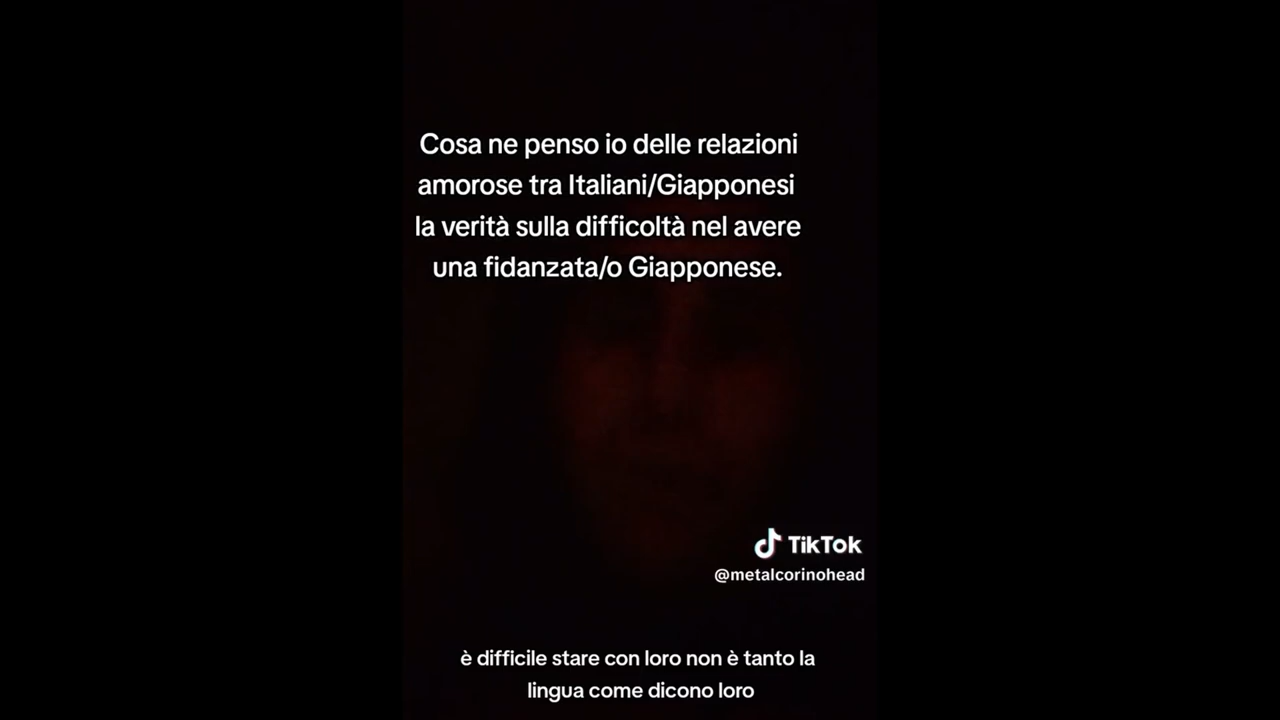 Cosa ne penso io delle relazioni
amorose tra Italiani/Giapponesi
la verità sulla difficoltà nel avere
una fidanzata/o Giapponese.
TikTok
@metalcorinohead
è difficile stare con loro non è tanto la
lingua come dicono loro